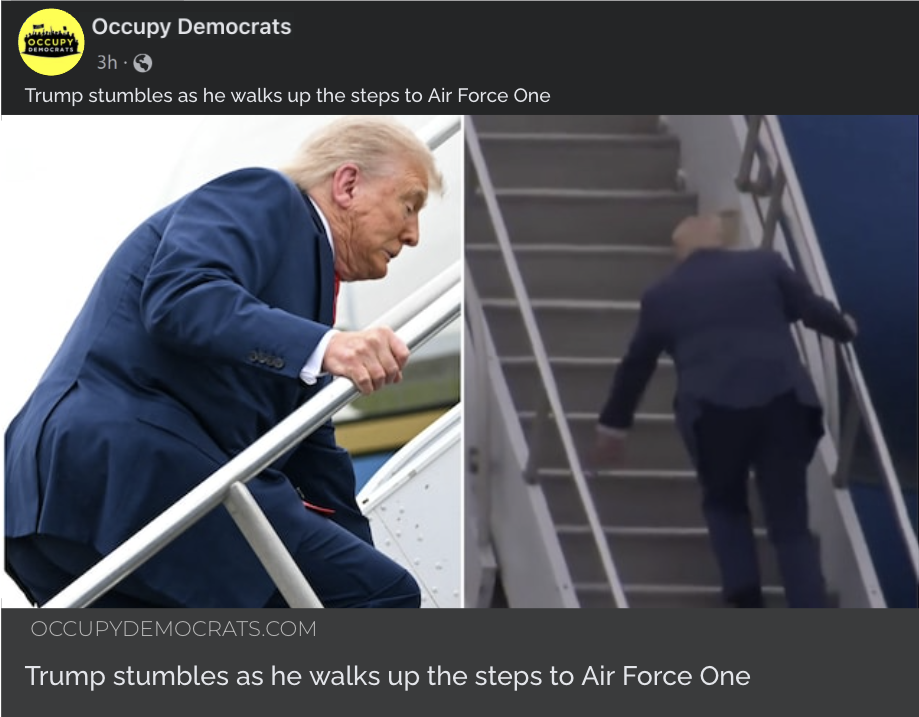 OCCUPY
DEMOCRATS
Occupy Democrats
3h ·
Trump stumbles as he walks up the steps to Air Force One
OCCUPYDEMOCRATS.COM
Trump stumbles as he walks up the steps to Air Force One